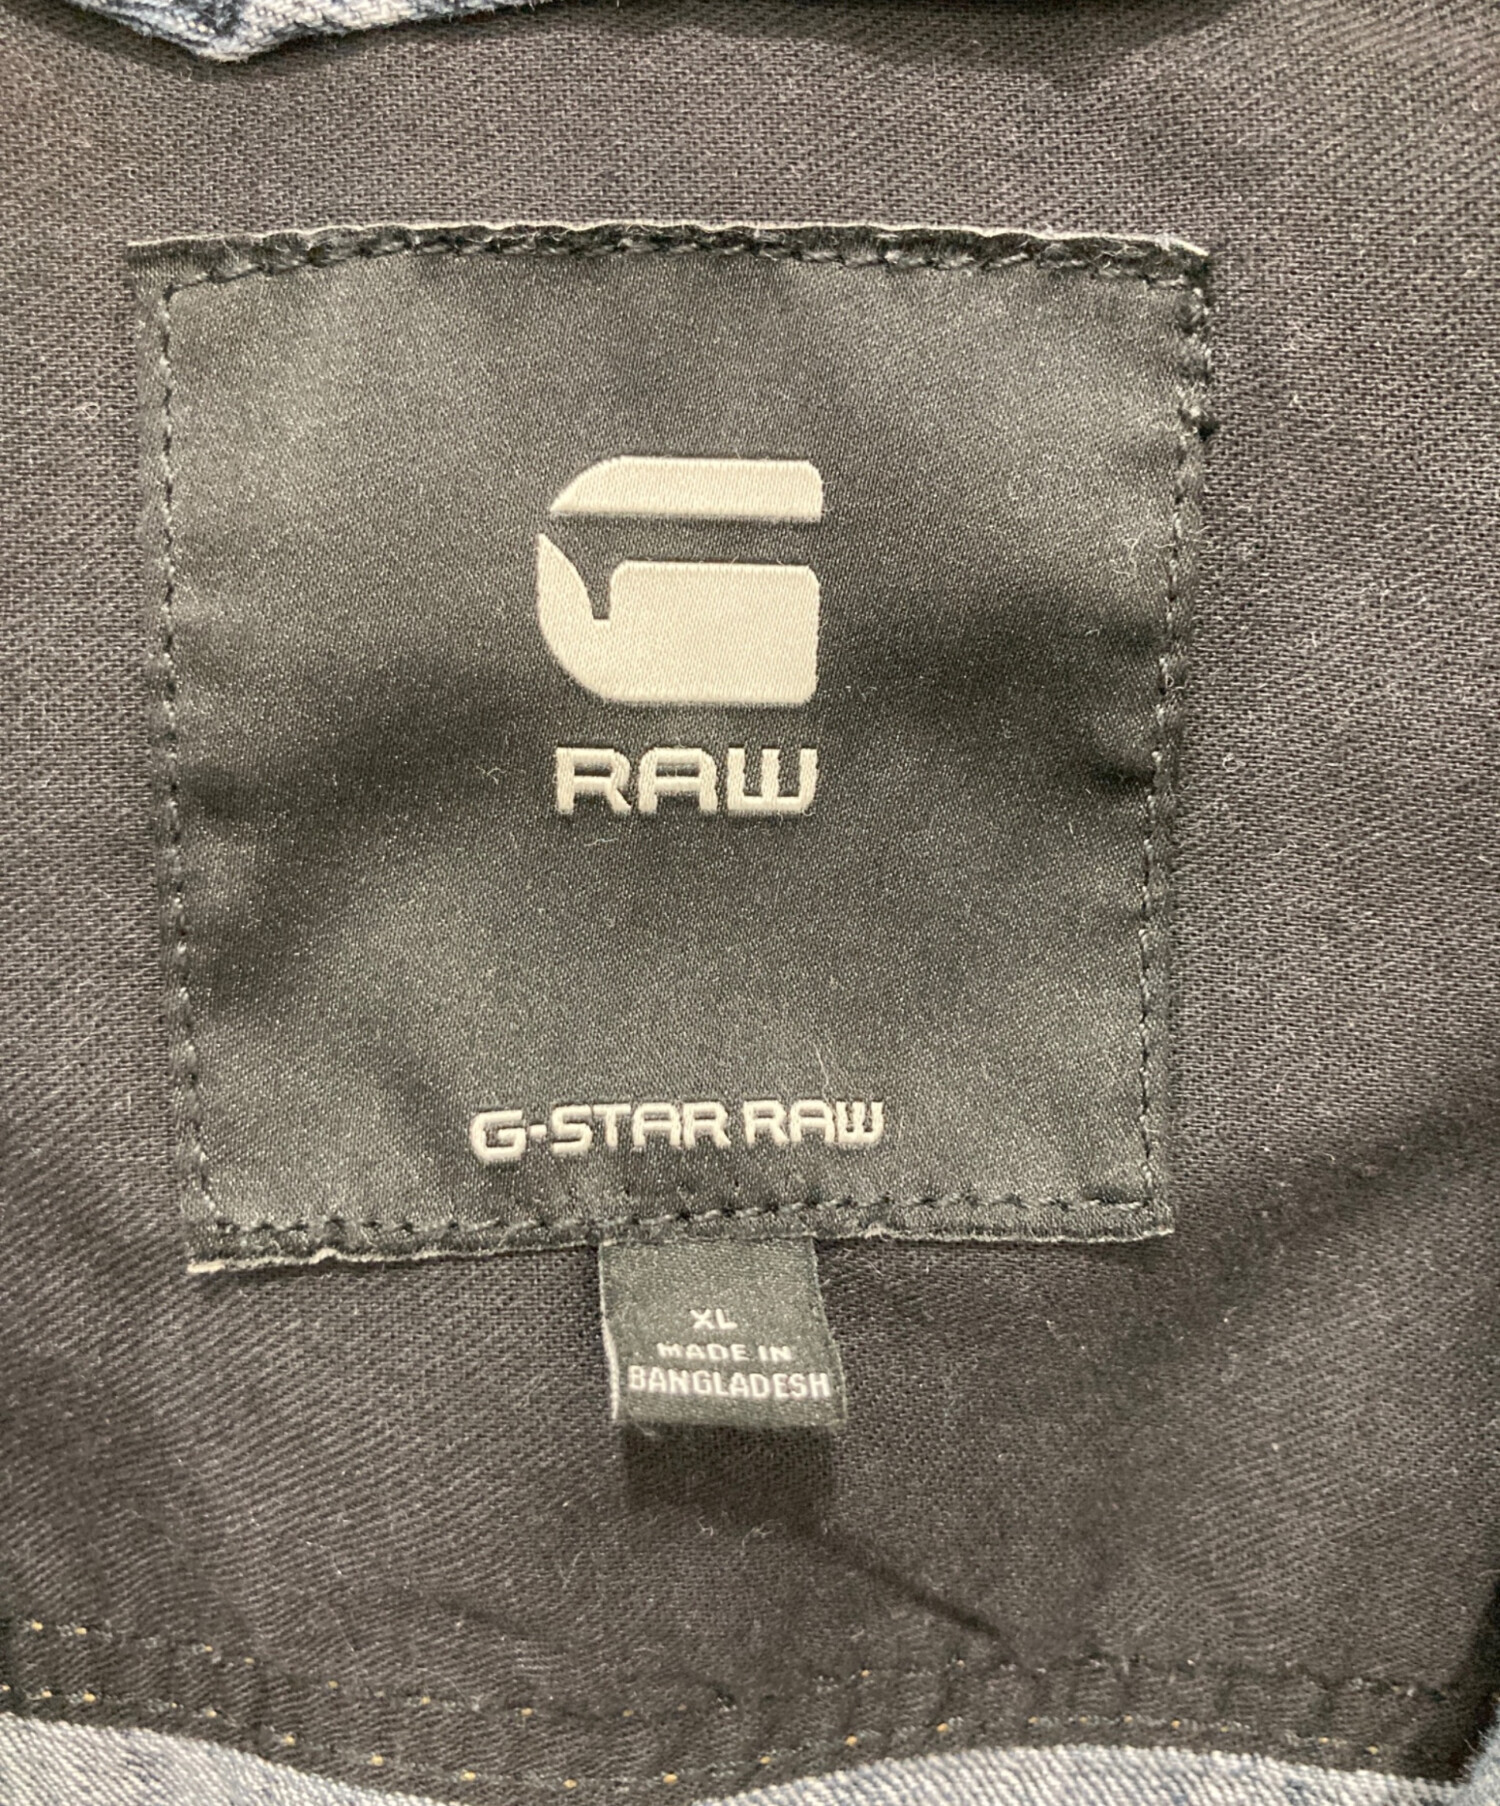 G
RAW
G-STAR RAW
XL
MADE IN
BANGLADESH